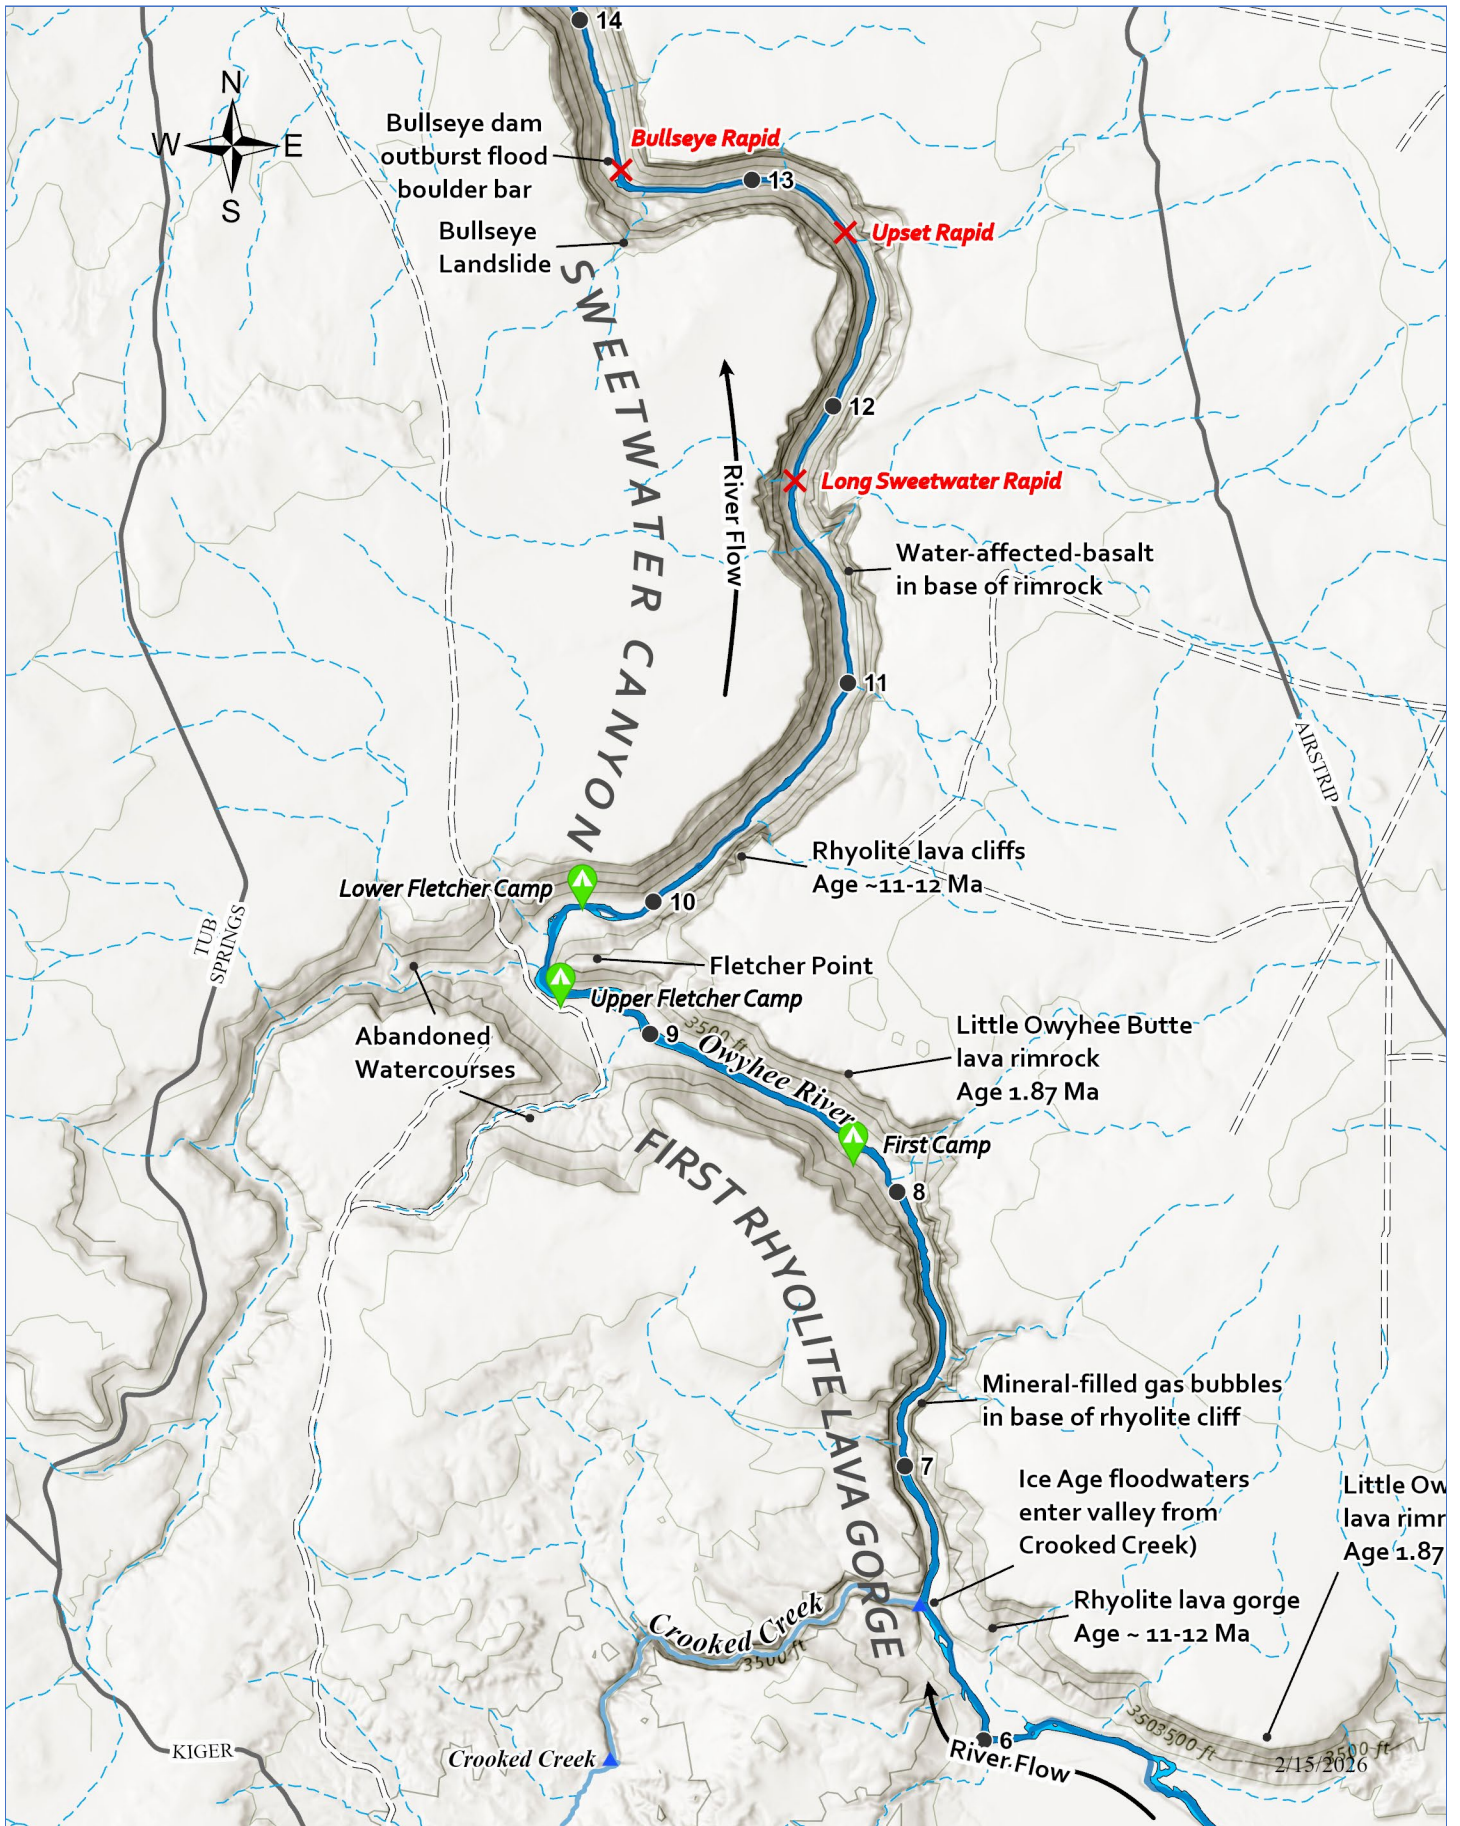 14
N
W E
S
Bullseye dam
outburst flood
boulder bar
Bullseye Rapid
13
Bullseye
Landslide
Upset Rapid
SWEETWATER CANYON
12
River Flow
Long Sweetwater Rapid
Water-affected-basalt
in base of rimrock
11
AIRSTRIP
Rhyolite lava cliffs
Age ~11-12 Ma
Lower Fletcher Camp
10
TUB
SPRINGS
Fletcher Point
Upper Fletcher Camp
Abandoned
Watercourses
9
3500 ft
Owyhee River
Little Owyhee Butte
lava rimrock
Age 1.87 Ma
First Camp
FIRST RHYOLITE LAVA GORGE
8
Mineral-filled gas bubbles
in base of rhyolite cliff
7
Ice Age floodwaters
enter valley from
Crooked Creek)
Little Ow
lava rimr
Age 1.87
Rhyolite lava gorge
Age ~ 11-12 Ma
Crooked Creek
3500 ft
6
River Flow
3503500 ft
3500 ft
2/15/2026
Crooked Creek
KIGER